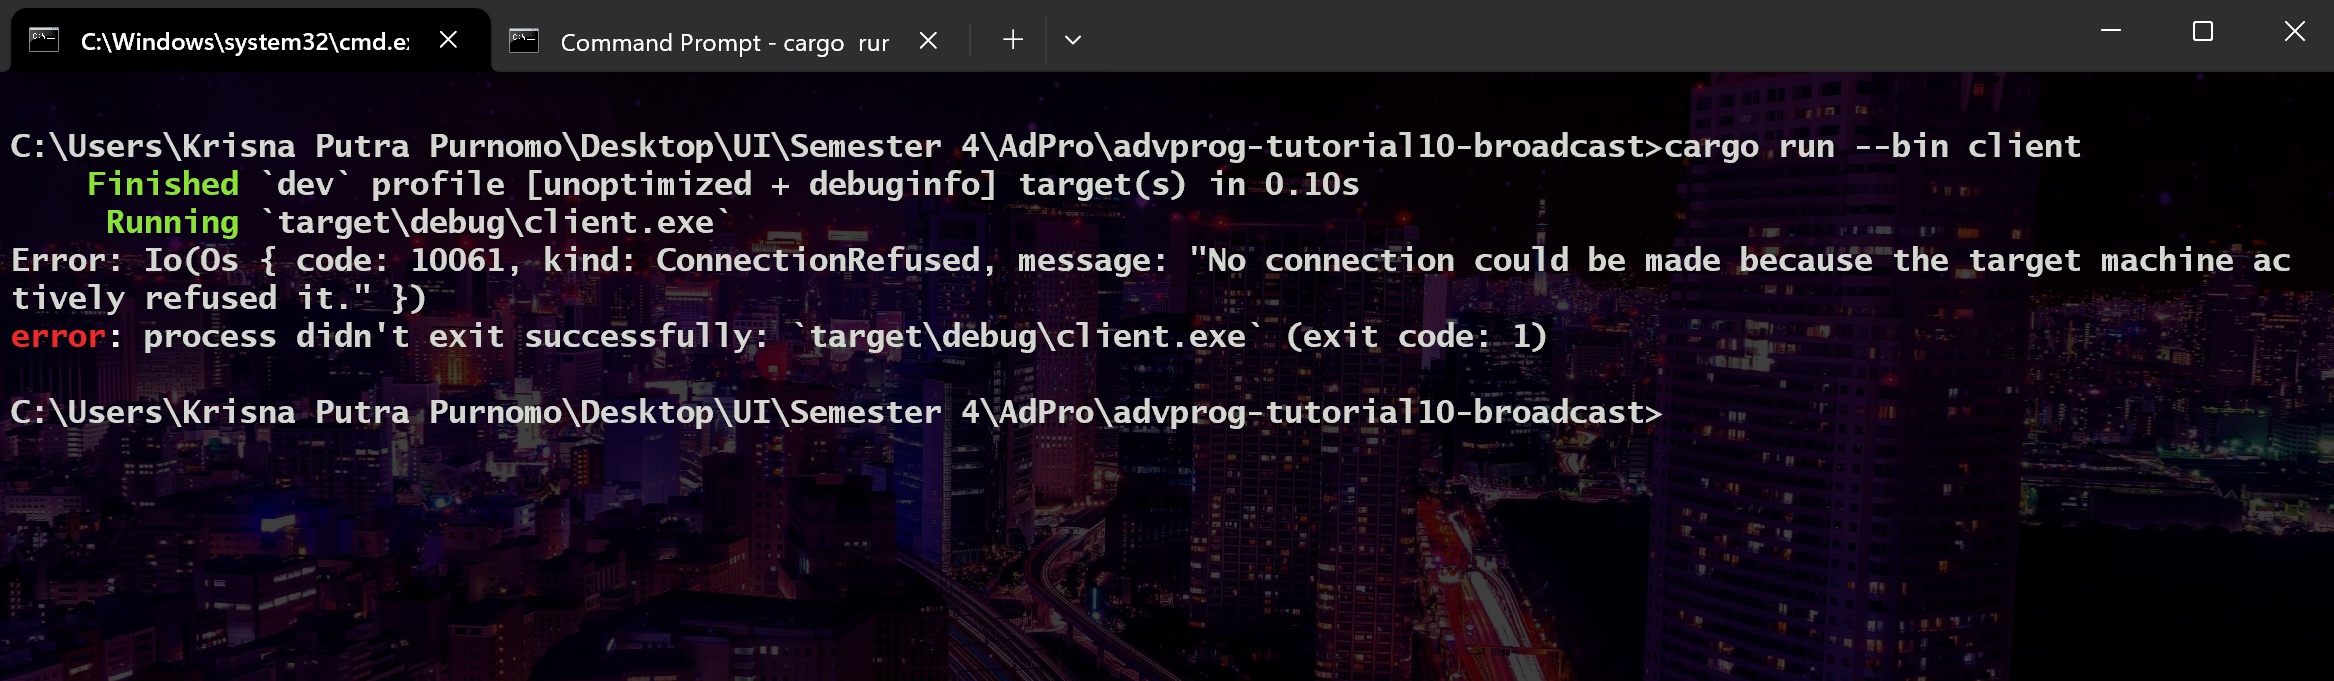 C:\Windows\system32\cmd.e
Command Prompt - cargo  rur
C:\Users\Krisna Putra Purnomo\Desktop\UI\Semester 4\AdPro\advprog-tutorial10-broadcast>cargo run --bin client
Finished `dev` profile [unoptimized + debuginfo] target(s) in 0.10s
Running `target\debug\client.exe`
Error: Io(Os { code: 10061, kind: ConnectionRefused, message: "No connection could be made because the target machine ac
tively refused it." })
error: process didn't exit successfully: `target\debug\client.exe` (exit code: 1)
C:\Users\Krisna Putra Purnomo\Desktop\UI\Semester 4\AdPro\advprog-tutorial10-broadcast>